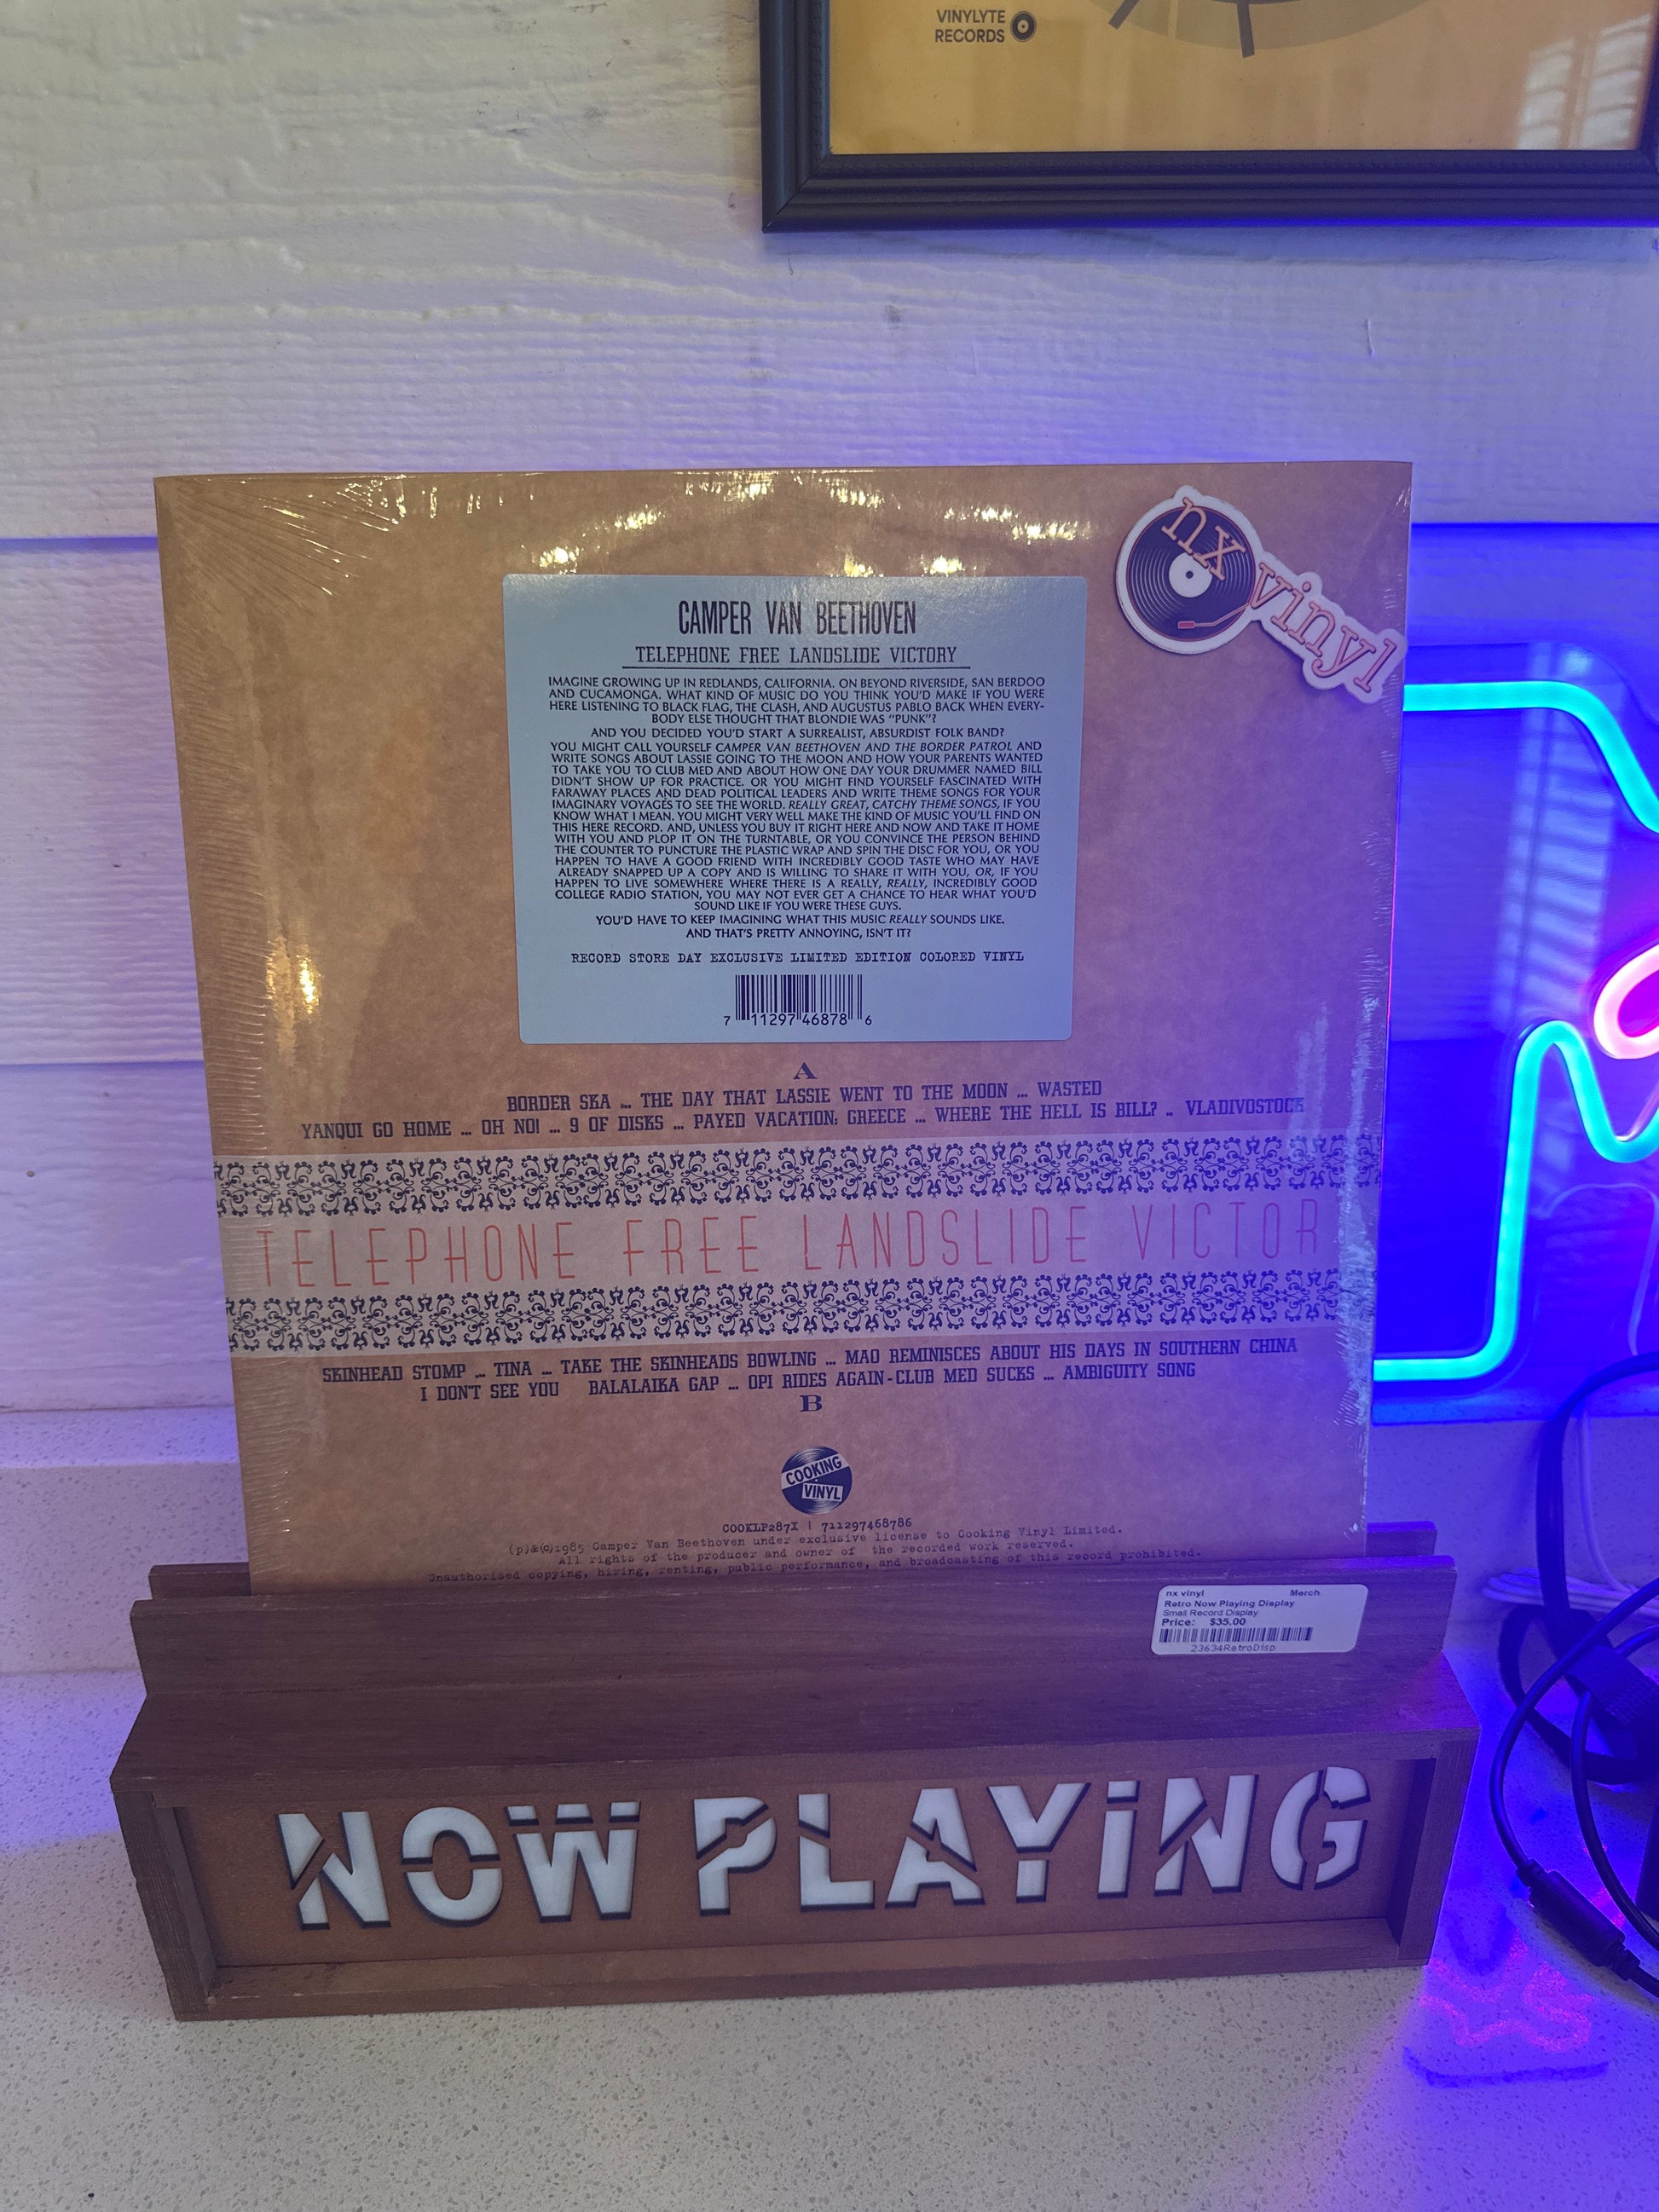 VINYLYTE
RECORDS
nx vinyl
CAMPER VAN BEETHOVEN
TELEPHONE FREE LANDSLIDE VICTORY
IMAGINE GROWING UP IN REDLANDS, CALIFORNIA. ON BEYOND RIVERSIDE, SAN BERDOO
AND CUCAMONGA. WHAT KIND OF MUSIC DO YOU THINK YOU'D MAKE IF YOU WERE
HERE LISTENING TO BLACK FLAG, THE CLASH, AND AUGUSTUS PABLO BACK WHEN EVERY-
BODY ELSE THOUGHT THAT BLONDIE WAS "PUNK"?
AND YOU DECIDED YOU'D START A SURREALIST, ABSURDIST FOLK BAND?
YOU MIGHT CALL YOURSELF CAMPER VAN BEETHOVEN AND THE BORDER PATROL AND
WRITE SONGS ABOUT LASSIE GOING TO THE MOON AND HOW YOUR PARENTS WANTED
TO TAKE YOU TO CLUB MED AND ABOUT HOW ONE DAY YOUR DRUMMER NAMED BILL
DIDN'T SHOW UP FOR PRACTICE. OR YOU MIGHT FIND YOURSELF FASCINATED WITH
FARAWAY PLACES AND DEAD POLITICAL LEADERS AND WRITE THEME SONGS FOR YOUR
IMAGINARY VOYAGES TO SEE THE WORLD. REALLY GREAT, CATCHY THEME SONGS, IF YOU
KNOW WHAT I MEAN. YOU MIGHT VERY WELL MAKE THE KIND OF MUSIC YOU'LL FIND ON
THIS HERE RECORD. AND, UNLESS YOU BUY IT RIGHT HERE AND NOW AND TAKE IT HOME
WITH YOU AND PLOP IT ON THE TURNTABLE, OR YOU CONVINCE THE PERSON BEHIND
THE COUNTER TO PUNCTURE THE PLASTIC WRAP AND SPIN THE DISC FOR YOU, OR YOU
HAPPEN TO HAVE A GOOD FRIEND WITH INCREDIBLY GOOD TASTE WHO MAY HAVE
ALREADY SNAPPED UP A COPY AND IS WILLING TO SHARE IT WITH YOU, OR, IF YOU
HAPPEN TO LIVE SOMEWHERE WHERE THERE IS A REALLY, REALLY, INCREDIBLY GOOD
COLLEGE RADIO STATION, YOU MAY NOT EVER GET A CHANCE TO HEAR WHAT YOU'D
SOUND LIKE IF YOU WERE THESE GUYS.
YOU'D HAVE TO KEEP IMAGINING WHAT THIS MUSIC REALLY SOUNDS LIKE.
AND THAT'S PRETTY ANNOYING, ISN'T IT?
RECORD STORE DAY EXCLUSIVE LIMITED EDITION COLORED VINYL
7 11297 46878 6
A
BORDER SKA ... THE DAY THAT LASSIE WENT TO THE MOON ... WASTED
YANQUI GO HOME ... OH NO! ... 9 OF DISKS ... PAYED VACATION: GREECE ... WHERE THE HELL IS BILL? .. VLADIVOSTOCK
TELEPHONE FREE LANDSLIDE VICTOR
SKINHEAD STOMP ... TINA ... TAKE THE SKINHEADS BOWLING ... MAO REMINISCES ABOUT HIS DAYS IN SOUTHERN CHINA
I DON'T SEE YOU BALALAIKA GAP ... OPI RIDES AGAIN-CLUB MED SUCKS ... AMBIGUITY SONG
B
COOKING
VINYL
COOKLP287X | 711297468786
(p)&(c)1985 Camper Van Beethoven under exclusive license to Cooking Vinyl Limited.
All rights of the producer and owner of the recorded work reserved.
Unauthorised copying, hiring, renting, public performance, and broadcasting of this record prohibited.
nx vinyl Merch
Retro Now Playing Display
Small Record Display
Price: $35.00
23634RetroDisp
NOW PLAYING